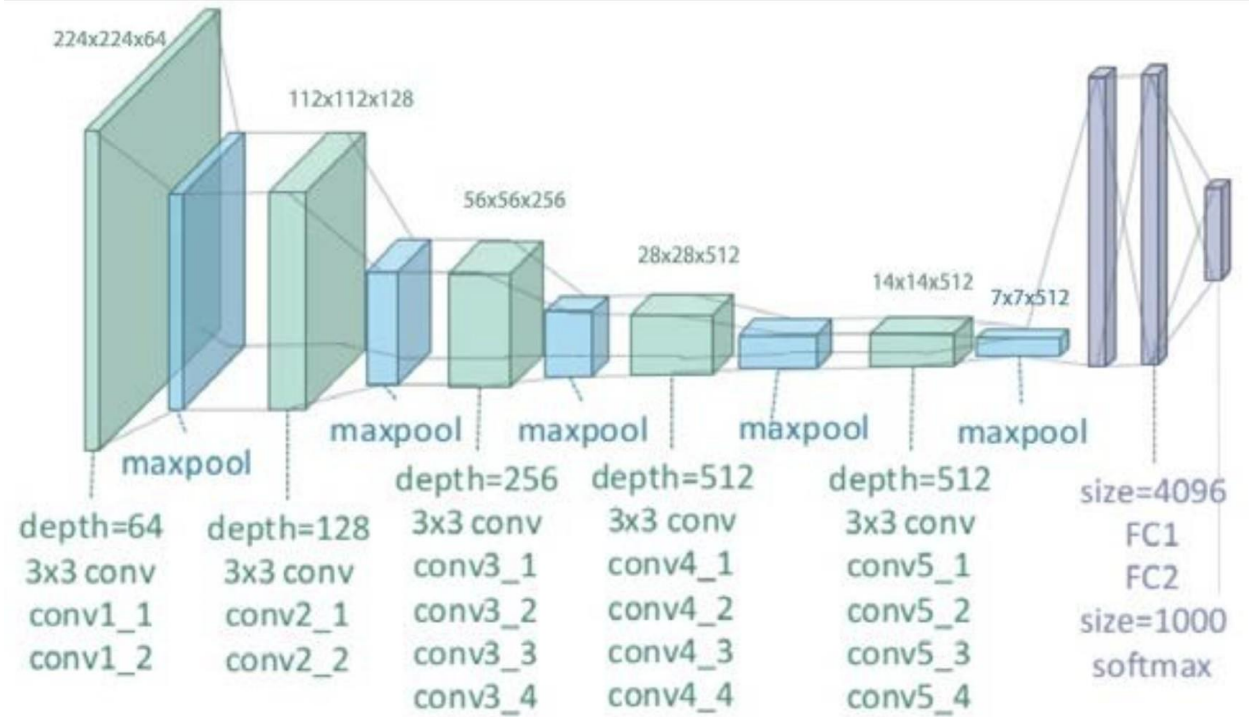 224x224x64
112x112x128
56x56x256
28x28x512
14x14x512
7x7x512
maxpool
maxpool
maxpool
maxpool
maxpool
depth=64
3x3 conv
conv1_1
conv1_2
depth=128
3x3 conv
conv2_1
conv2_2
depth=256
3x3 conv
conv3_1
conv3_2
conv3_3
conv3_4
depth=512
3x3 conv
conv4_1
conv4_2
conv4_3
conv4_4
depth=512
3x3 conv
conv5_1
conv5_2
conv5_3
conv5_4
size=4096
FC1
FC2
size=1000
softmax